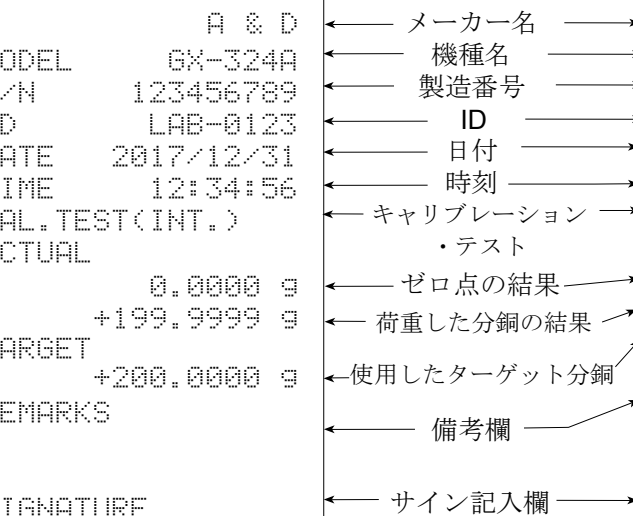 A & D
メーカー名
ODEL GX-324A
機種名
/N 123456789
製造番号
D LAB-0123
ID
ATE 2017/12/31
日付
IME 12:34:56
時刻
AL.TEST(INT.)
キャリブレーション
・テスト
CTUAL
0.0000 g
ゼロ点の結果
+199.9999 g
荷重した分銅の結果
ARGET
+200.0000 g
使用したターゲット分銅
EMARKS
備考欄
IGNATURE
サイン記入欄